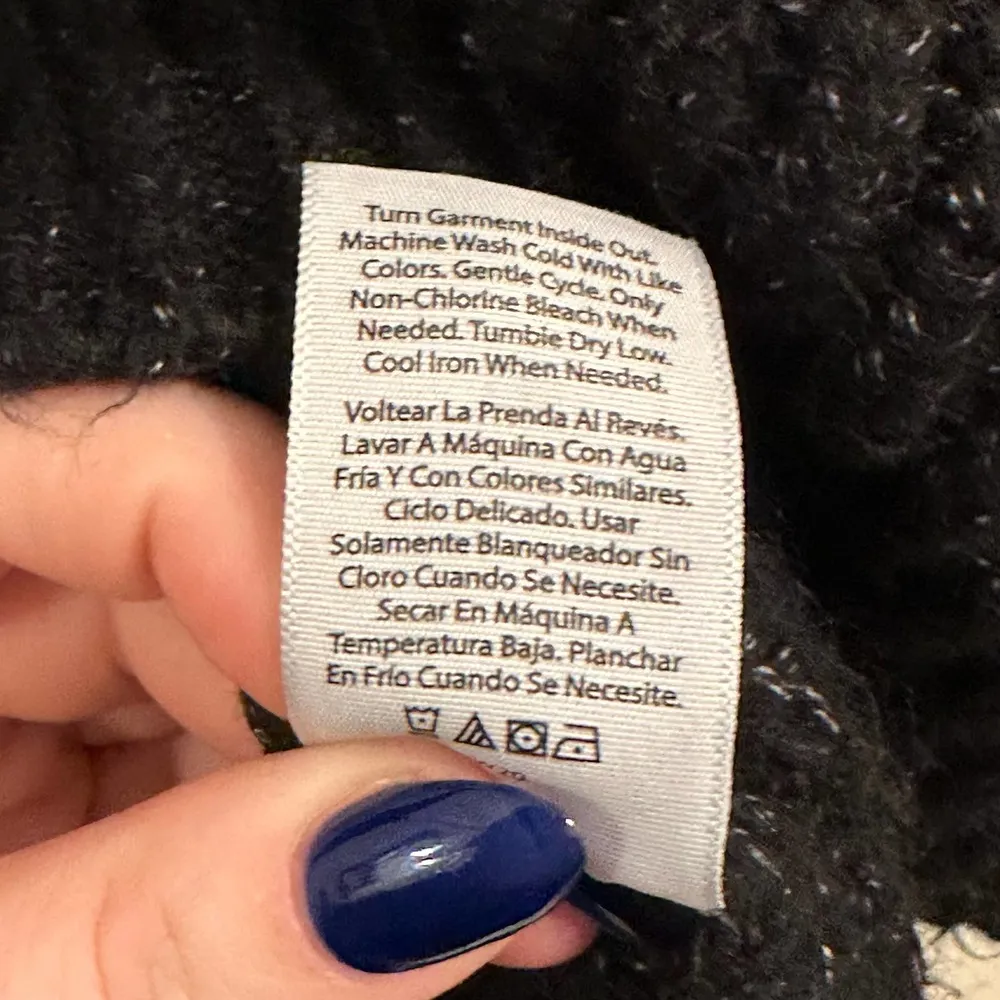 Turn Garment Inside Out.
Machine Wash Cold With Like
Colors. Gentle Cycle. Only
Non-Chlorine Bleach When
Needed. Tumble Dry Low.
Cool Iron When Needed.
Voltear La Prenda Al Revés.
Lavar A Máquina Con Agua
Fría Y Con Colores Similares.
Ciclo Delicado. Usar
Solamente Blanqueador Sin
Cloro Cuando Se Necesite.
Secar En Máquina A
Temperatura Baja. Planchar
En Frío Cuando Se Necesite.